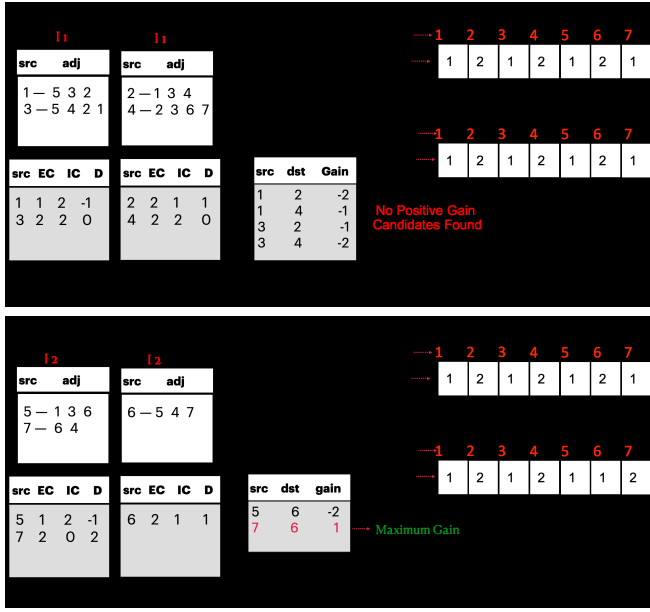 I 1 I 1
1 2 3 4 5 6 7
src adj src adj
1 2 1 2 1 2 1
1 — 5 3 2 2 — 1 3 4
3 — 5 4 2 1 4 — 2 3 6 7
1 2 3 4 5 6 7
1 2 1 2 1 2 1
src EC IC D src EC IC D src dst Gain
1 1 2 -1 2 2 1 1 1 2 -2
3 2 2 0 4 2 2 0 1 4 -1
3 2 -1
3 4 -2
No Positive Gain
Candidates Found
I 2 I 2
1 2 3 4 5 6 7
src adj src adj
1 2 1 2 1 2 1
5 — 1 3 6 6 — 5 4 7
7 — 6 4
1 2 3 4 5 6 7
1 2 1 2 1 1 2
src EC IC D src EC IC D src dst gain
5 1 2 -1 6 2 1 1 5 6 -2
7 2 0 2 7 6 1 Maximum Gain